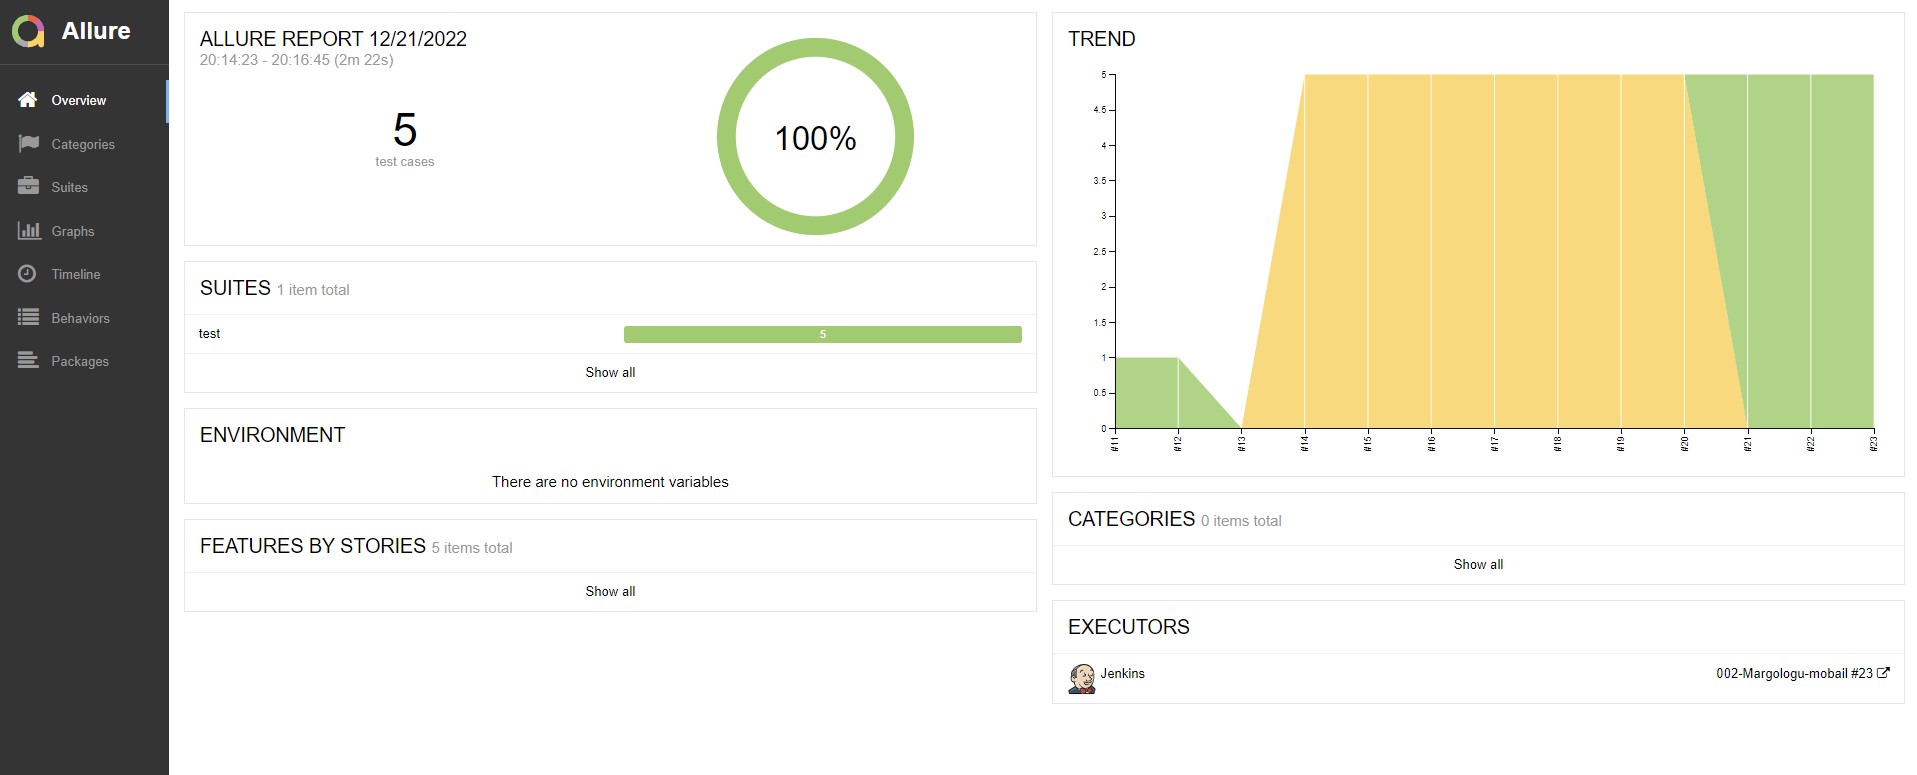 Allure
Overview
Categories
Suites
Graphs
Timeline
Behaviors
Packages
ALLURE REPORT 12/21/2022
20:14:23 - 20:16:45 (2m 22s)
5
test cases
100%
SUITES 1 item total
test 5
Show all
ENVIRONMENT
There are no environment variables
FEATURES BY STORIES 5 items total
Show all
TREND
5
4.5
4
3.5
3
2.5
2
1.5
1
0.5
0
#11 #12 #13 #14 #15 #16 #17 #18 #19 #20 #21 #22 #23
CATEGORIES 0 items total
Show all
EXECUTORS
Jenkins 002-Margologu-mobail #23